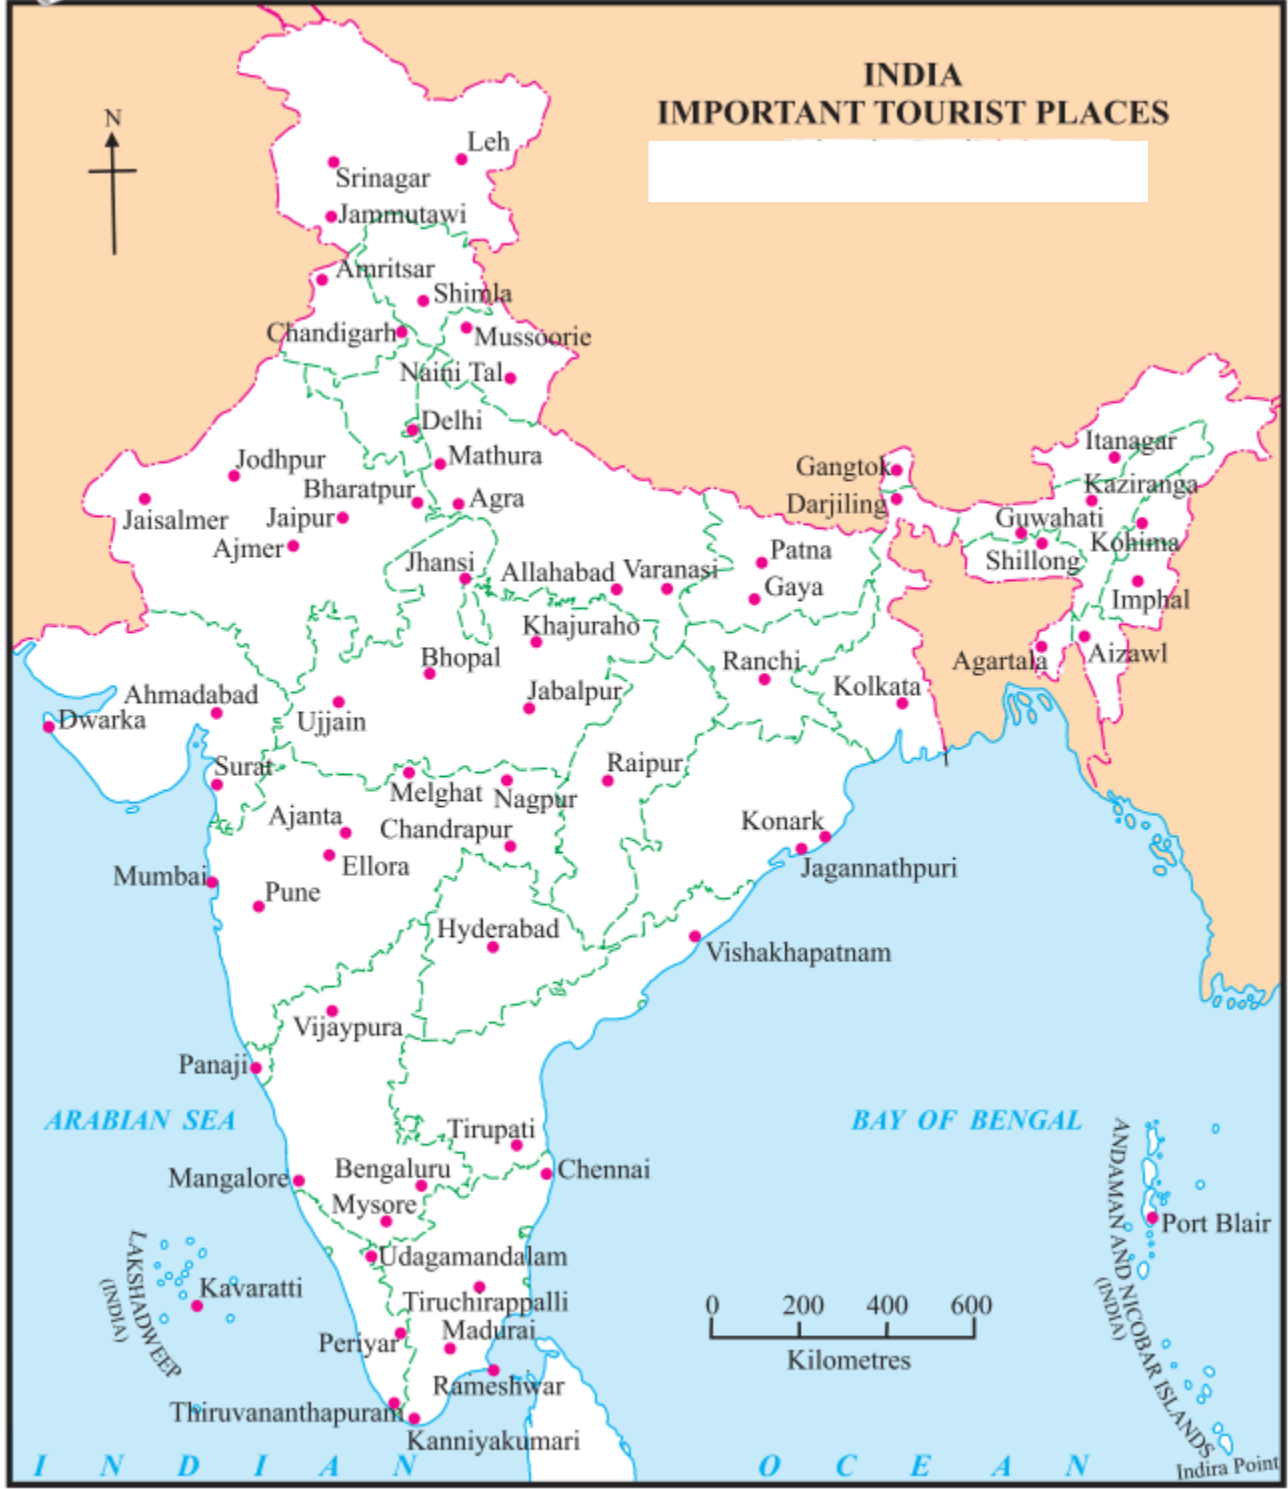 INDIA
IMPORTANT TOURIST PLACES
N
Leh
Srinagar
Jammutawi
Amritsar
Shimla
Chandigarh
Mussoorie
Naini Tal
Delhi
Mathura
Jodhpur
Bharatpur
Agra
Jaisalmer
Jaipur
Ajmer
Itanagar
Gangtok
Kaziranga
Darjiling
Guwahati
Kohima
Shillong
Imphal
Patna
Jhansi
Allahabad
Varanasi
Gaya
Khajuraho
Bhopal
Ranchi
Agartala
Aizawl
Kolkata
Ahmadabad
Jabalpur
Dwarka
Ujjain
Surat
Raipur
Melghat
Nagpur
Ajanta
Chandrapur
Konark
Ellora
Jagannathpuri
Mumbai
Pune
Hyderabad
Vishakhapatnam
Vijaypura
Panaji
ARABIAN SEA
BAY OF BENGAL
Tirupati
Mangalore
Bengaluru
Chennai
Mysore
Port Blair
Udagamandalam
LAKSHADWEEP
(INDIA)
Kavaratti
Tiruchirappalli
ANDAMAN AND NICOBAR ISLANDS
(INDIA)
0 200 400 600
Kilometres
Periyar
Madurai
Rameshwar
Thiruvananthapuram
Kanniyakumari
INDIAN OCEAN
Indira Point